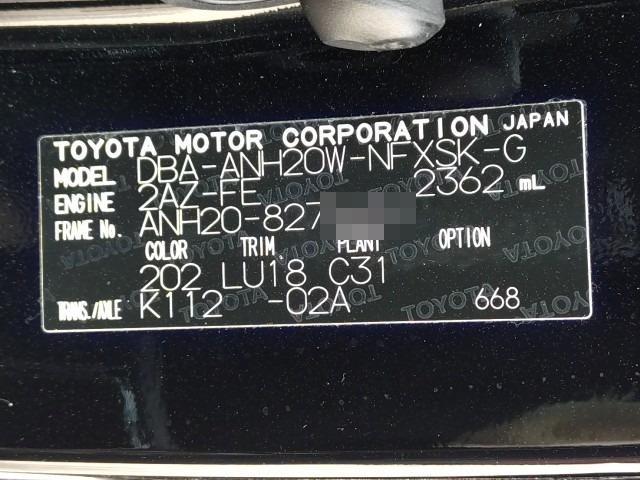 TOYOTA MOTOR CORPORATION JAPAN
MODEL DBA-ANH20W-NFXSK-G
ENGINE 2AZ-FE 2362 mL
FRAME No. ANH20-827
COLOR TRIM PLANT OPTION
202 LU18 C31
TRANS./AXLE K112 -02A 668